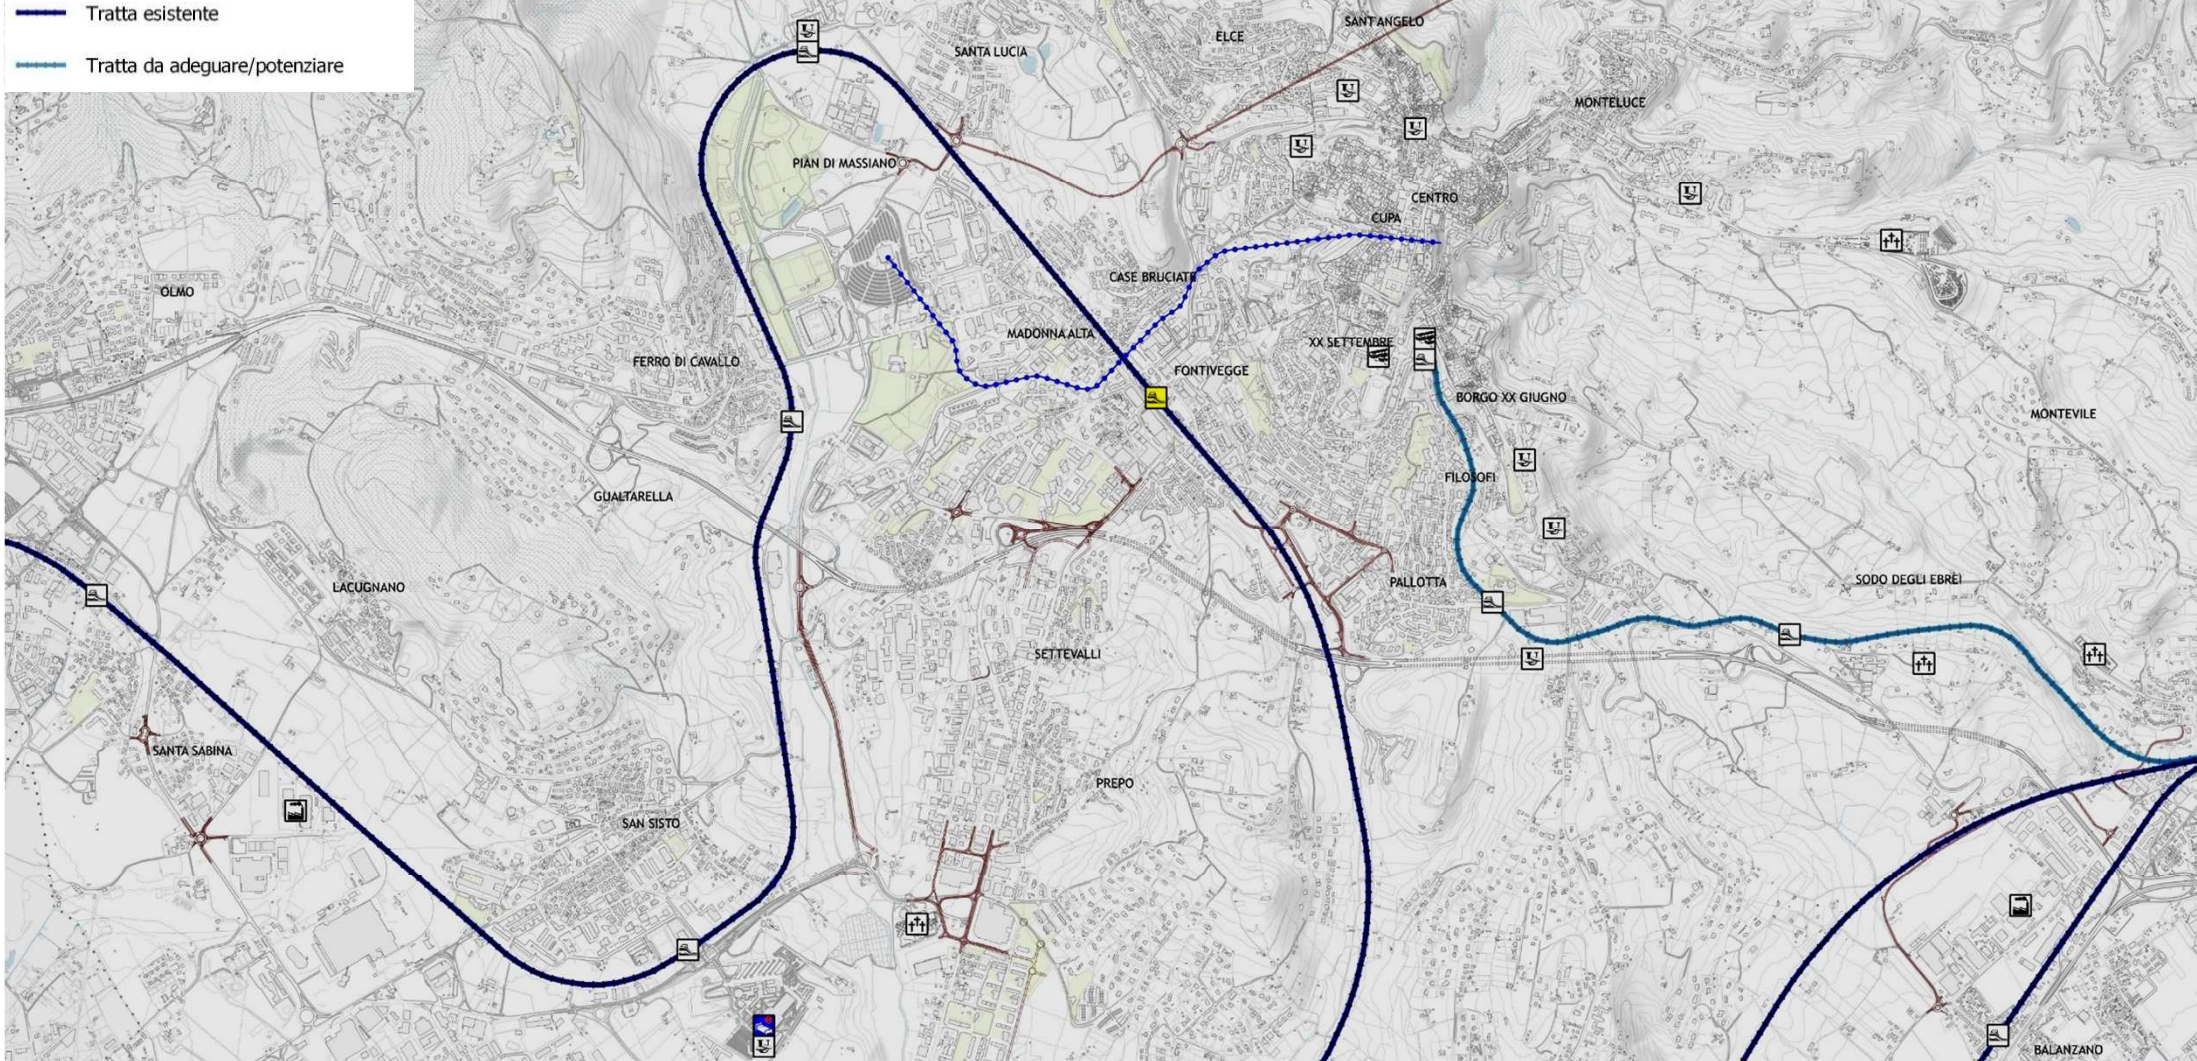 Tratta esistente
Tratta da adeguare/potenziare
SANT'ANGELO
ELCE
SANTA LUCIA
MONTELUCE
PIAN DI MASSIANO
CENTRO
CUPA
CASE BRUCIATE
OLMO
MADONNA ALTA
XX SETTEMBRE
FERRO DI CAVALLO
FONTIVEGGE
BORGO XX GIUGNO
MONTEVILE
FILOSOFI
GUALTARELLA
LACUGNANO
PALLOTTA
SODO DEGLI EBREI
SETTEVALLI
SANTA SABINA
PREPO
SAN SISTO
BALANZANO